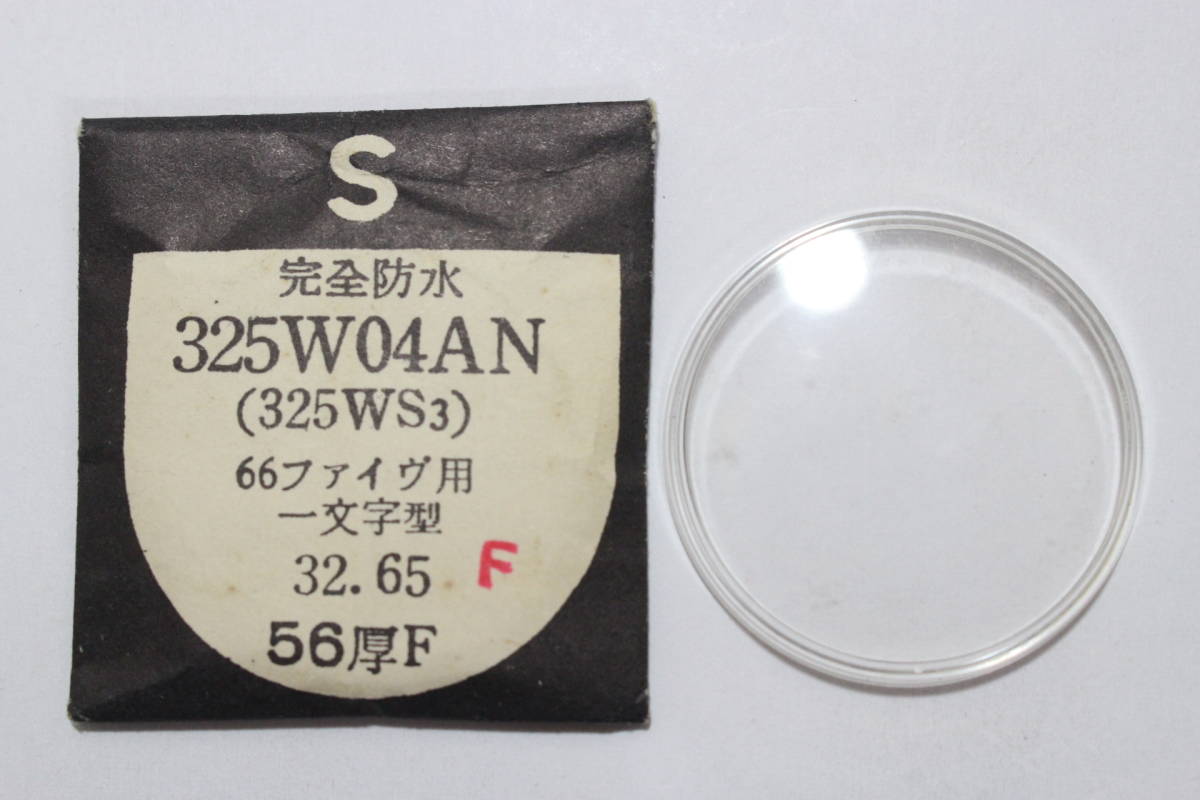 S
完全防水
325W04AN
(325WS3)
66ファイヴ用
一文字型
32.65 F
56厚F